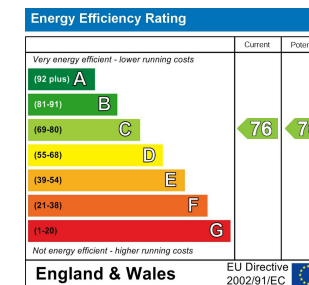 Energy Efficiency Rating
Current
Very energy efficient - lower running costs
(92 plus) A
(81-91) B
(69-80) C 76
(55-68) D
(39-54) E
(21-38) F
(1-20) G
Not energy efficient - higher running costs
England & Wales
EU Directive
2002/91/EC